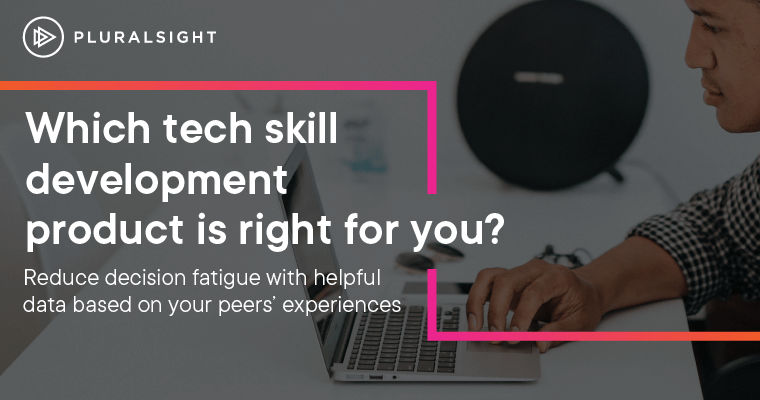 PLURALSIGHT
Which tech skill
development
product is right for you?
Reduce decision fatigue with helpful
data based on your peers’ experiences